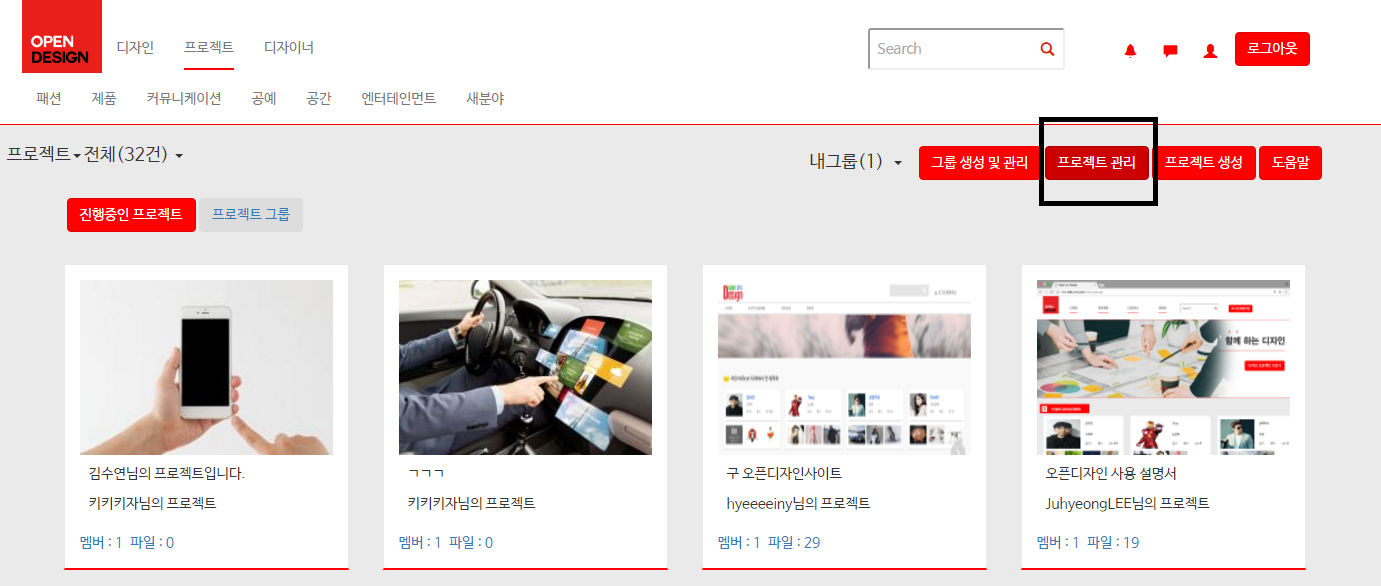 OPEN
DESIGN
디자인 프로젝트 디자이너
Search
로그아웃
패션 제품 커뮤니케이션 공예 공간 엔터테인먼트 새분야
프로젝트 전체(32건)
내그룹(1) 그룹 생성 및 관리 프로젝트 관리 프로젝트 생성 도움말
진행중인 프로젝트 프로젝트 그룹
김수연님의 프로젝트입니다.
키키키자님의 프로젝트
멤버 : 1 파일 : 0
ㄱㄱㄱ
키키키자님의 프로젝트
멤버 : 1 파일 : 0
Design
구 오픈디자인사이트
hyeeeeiny님의 프로젝트
멤버 : 1 파일 : 29
OPEN
DESIGN
함께 하는 디자인
오픈디자인 사용 설명서
JuhyeongLEE님의 프로젝트
멤버 : 1 파일 : 19